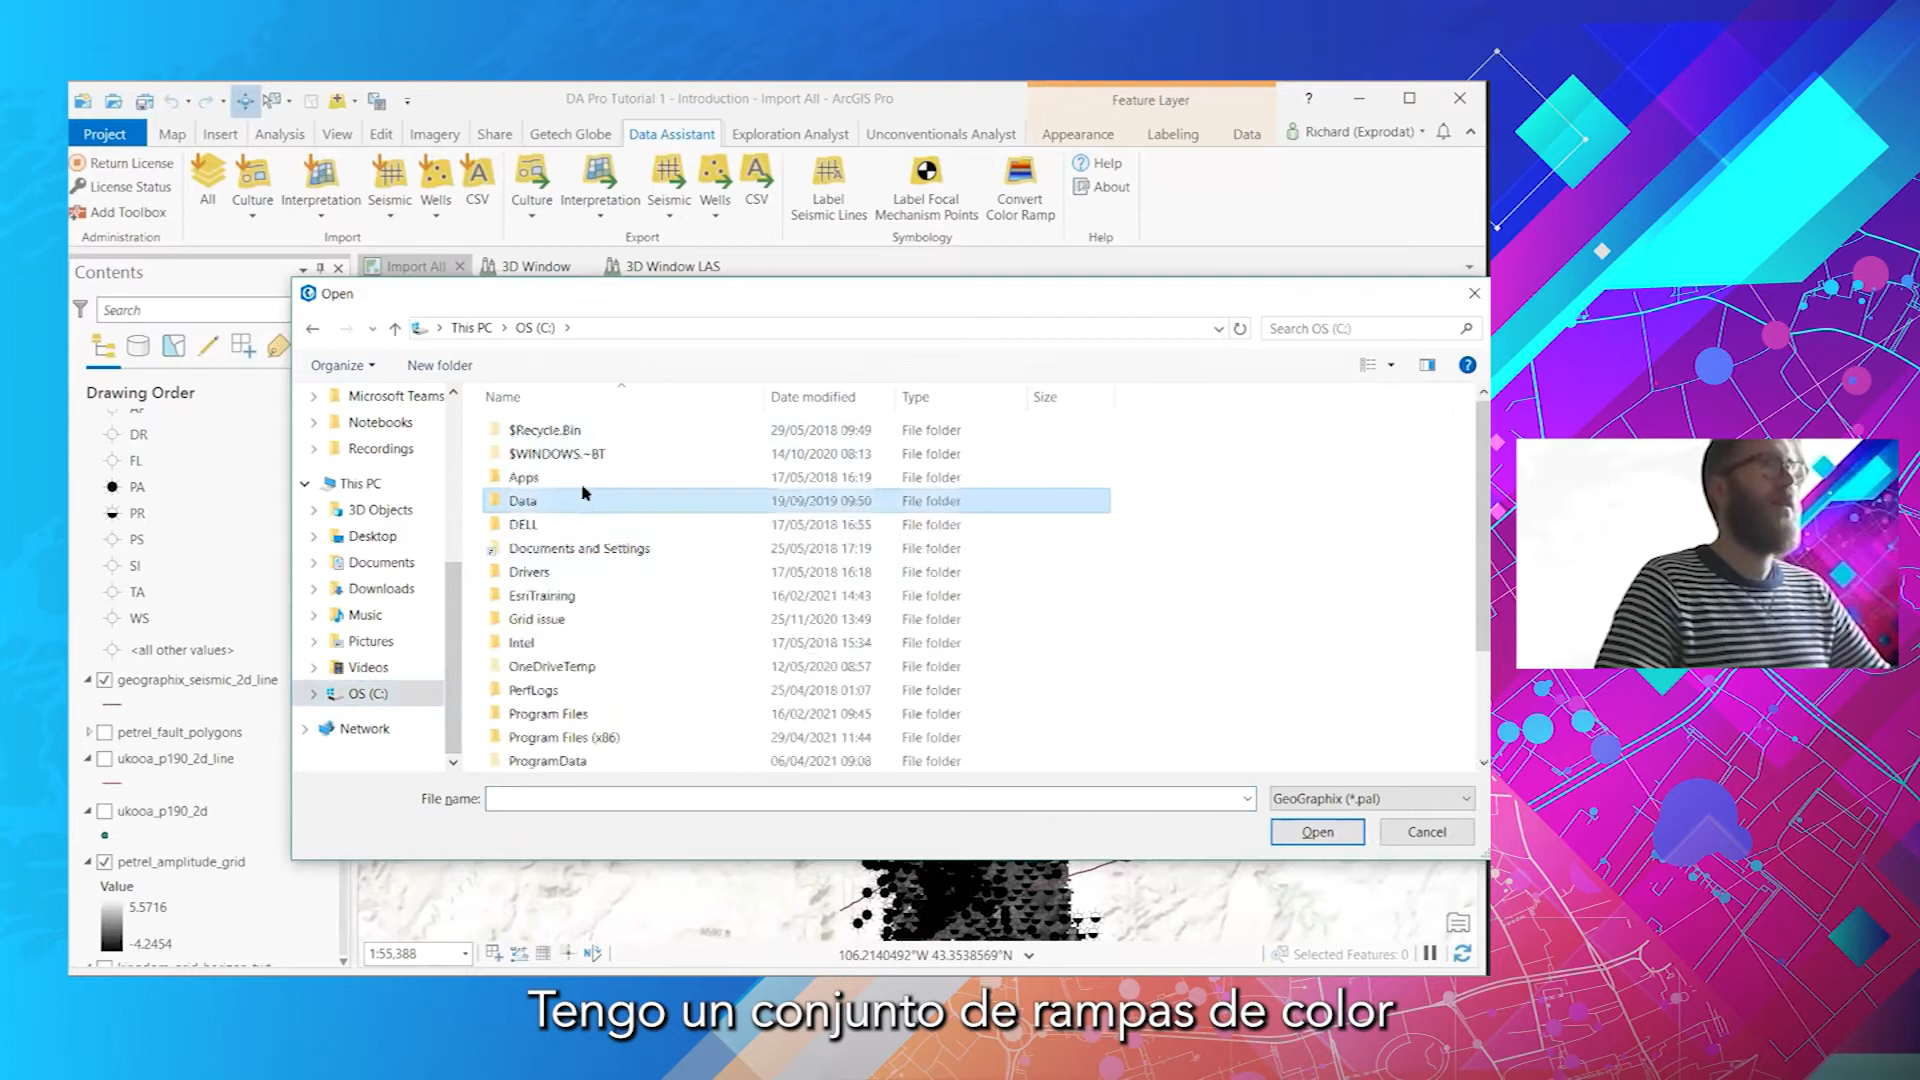 DA Pro Tutorial 1 - Introduction - Import All - ArcGIS Pro
Feature Layer
?
Project
Map
Insert
Analysis
View
Edit
Imagery
Share
Getech Globe
Data Assistant
Exploration Analyst
Unconventionals Analyst
Appearance
Labeling
Data
Richard (Exprodat)
Return License
License Status
Add Toolbox
Administration
All
Culture
Interpretation
Seismic
Wells
CSV
Import
Culture
Interpretation
Seismic
Wells
CSV
Export
Label
Seismic Lines
Label Focal
Mechanism Points
Convert
Color Ramp
Symbology
Help
About
Help
Contents
Import All
3D Window
3D Window LAS
Search
Drawing Order
AF
DR
FL
PA
PR
PS
SI
TA
WS
<all other values>
geographix_seismic_2d_line
petrel_fault_polygons
ukooa_p190_2d_line
ukooa_p190_2d
petrel_amplitude_grid
Value
5.5716
-4.2454
kingdom_grid_horizon_txt
Open
This PC
OS (C:)
Search OS (C:)
Organize
New folder
Microsoft Teams
Notebooks
Recordings
This PC
3D Objects
Desktop
Documents
Downloads
Music
Pictures
Videos
OS (C:)
Network
Name Date modified Type Size
$Recycle.Bin 29/05/2018 09:49 File folder
$WINDOWS.~BT 14/10/2020 08:13 File folder
Apps 17/05/2018 16:19 File folder
Data 19/09/2019 09:50 File folder
DELL 17/05/2018 16:55 File folder
Documents and Settings 25/05/2018 17:19 File folder
Drivers 17/05/2018 16:18 File folder
EsriTraining 16/02/2021 14:43 File folder
Grid issue 25/11/2020 13:49 File folder
Intel 17/05/2018 15:34 File folder
OneDriveTemp 12/05/2020 08:57 File folder
PerfLogs 25/04/2018 01:07 File folder
Program Files 16/02/2021 09:45 File folder
Program Files (x86) 29/04/2021 11:44 File folder
ProgramData 06/04/2021 09:08 File folder
File name:
GeoGraphix (*.pal)
Open
Cancel
1:55,388
106.2140492°W 43.3538569°N
Selected Features: 0
Tengo un conjunto de rampas de color